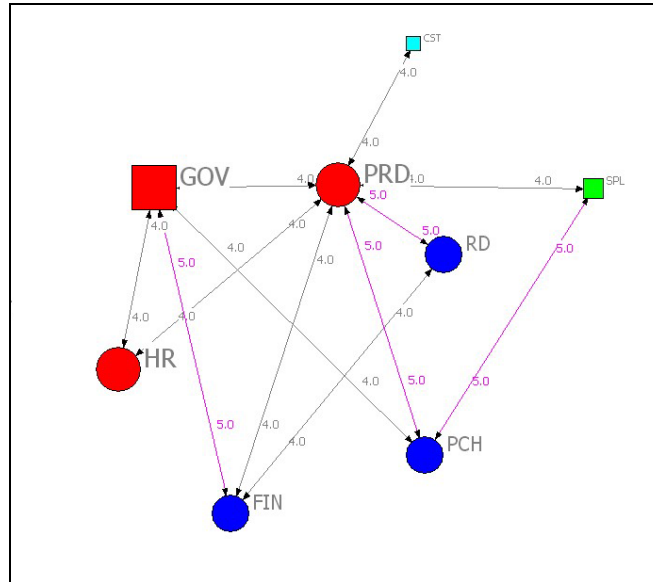 CST
4.0
4.0
GOV 4.0 PRD 4.0 4.0 SPL
5.0
4.0 4.0 5.0
4.0 5.0 RD 5.0
5.0 4.0
4.0 4.0 4.0
HR
4.0 5.0 5.0
5.0 4.0
4.0 PCH
FIN